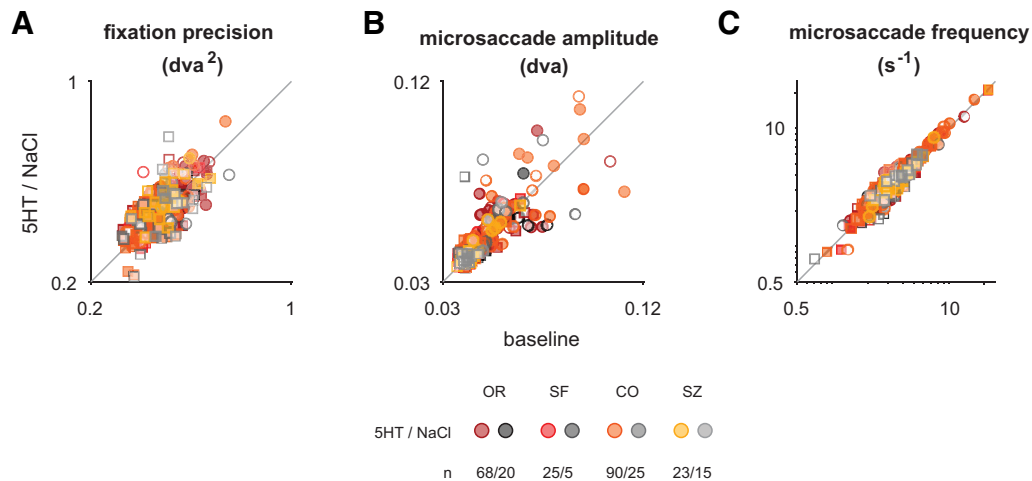 A
fixation precision
(dva²)
B
microsaccade amplitude
(dva)
C
microsaccade frequency
(s⁻¹)
1
0.2
0.2
1
5HT / NaCl
0.12
0.03
0.03
0.12
baseline
10
0.5
0.5
10
OR SF CO SZ
5HT / NaCl
n 68/20 25/5 90/25 23/15